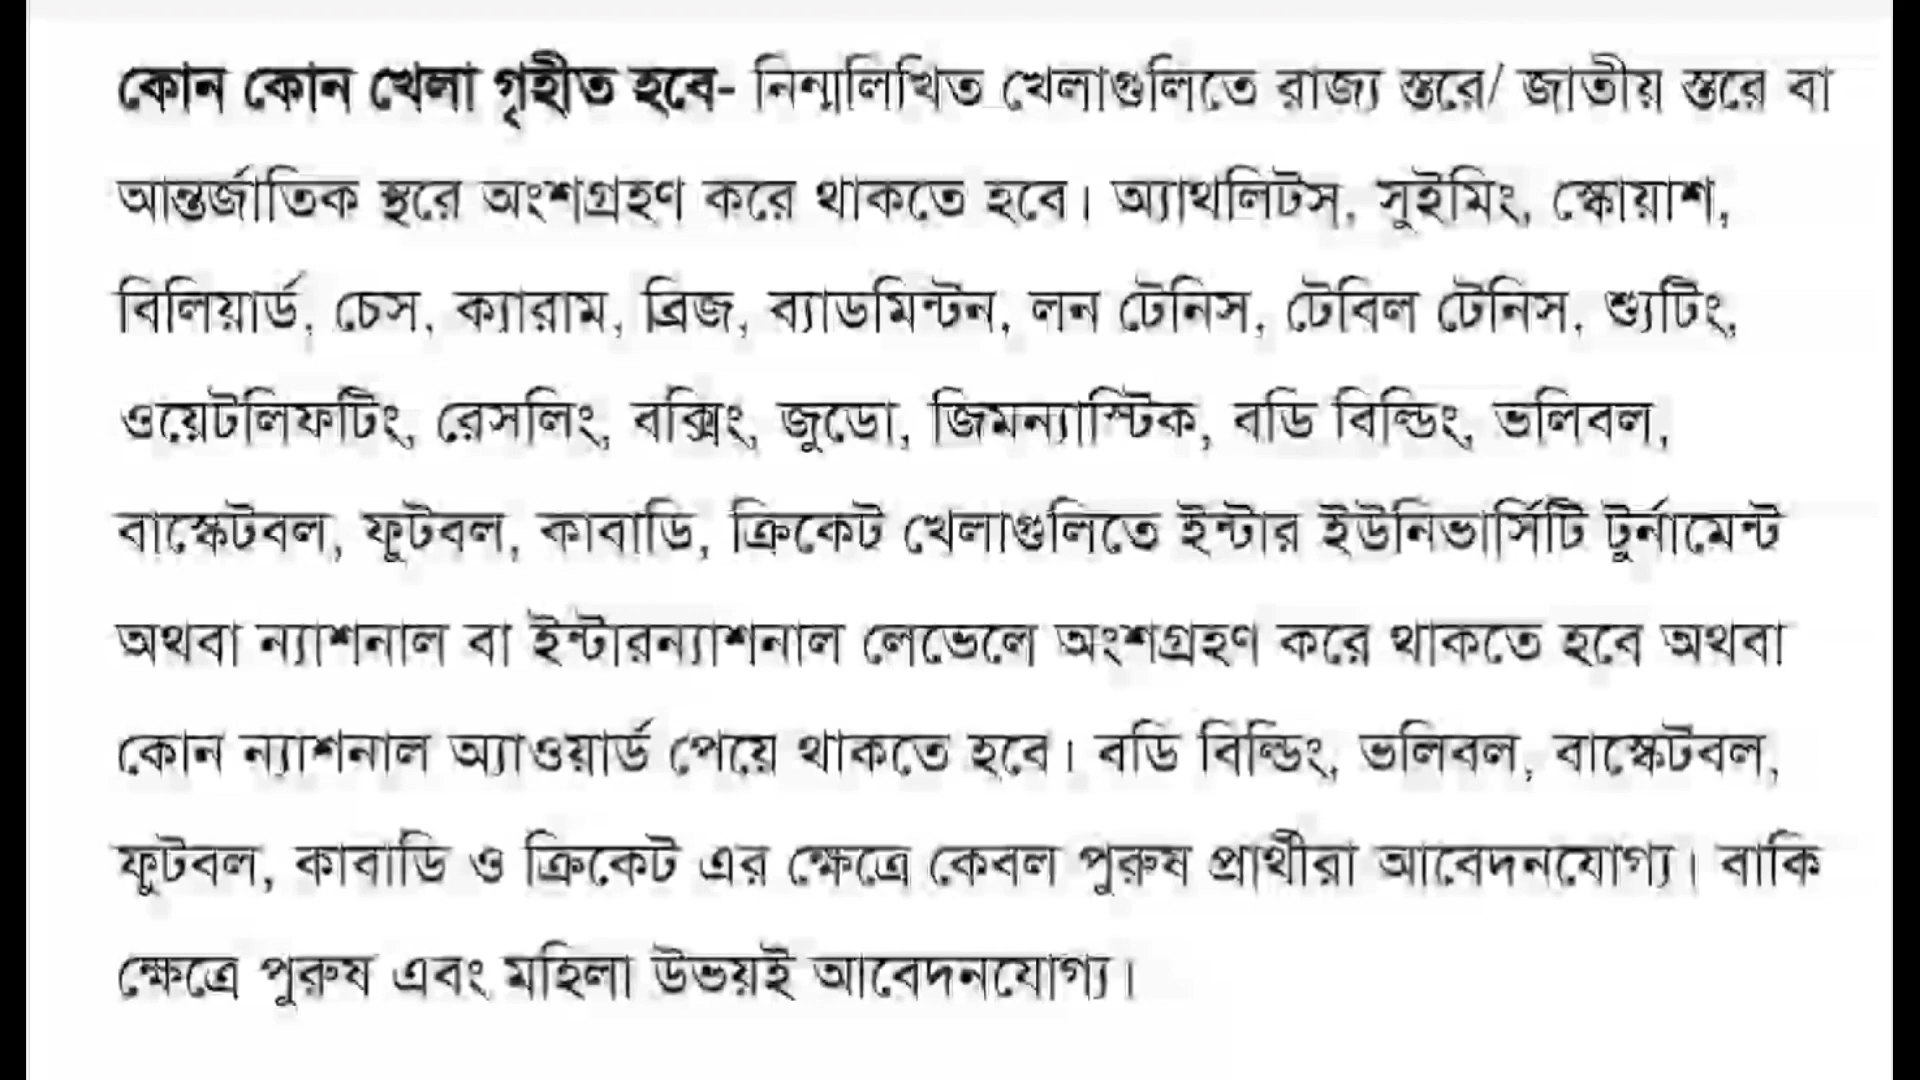 কোন কোন খেলা গৃহীত হবে- নিন্মলিখিত খেলাগুলিতে রাজ্য স্তরে/ জাতীয় স্তরে বা
আন্তর্জাতিক স্থরে অংশগ্রহণ করে থাকতে হবে। অ্যাথলিটস, সুইমিং, স্কোয়াশ,
বিলিয়ার্ড, চেস, ক্যারাম, ব্রিজ, ব্যাডমিন্টন, লন টেনিস, টেবিল টেনিস, শ্যুটিং,
ওয়েটলিফটিং, রেসলিং, বক্সিং, জুডো, জিমন্যাস্টিক, বডি বিল্ডিং, ভলিবল,
বাস্কেটবল, ফুটবল, কাবাডি, ক্রিকেট খেলাগুলিতে ইন্টার ইউনিভার্সিটি টুর্নামেন্ট
অথবা ন্যাশনাল বা ইন্টারন্যাশনাল লেভেলে অংশগ্রহণ করে থাকতে হবে অথবা
কোন ন্যাশনাল অ্যাওয়ার্ড পেয়ে থাকতে হবে। বডি বিল্ডিং, ভলিবল, বাস্কেটবল,
ফুটবল, কাবাডি ও ক্রিকেট এর ক্ষেত্রে কেবল পুরুষ প্রার্থীরা আবেদনযোগ্য। বাকি
ক্ষেত্রে পুরুষ এবং মহিলা উভয়ই আবেদনযোগ্য।